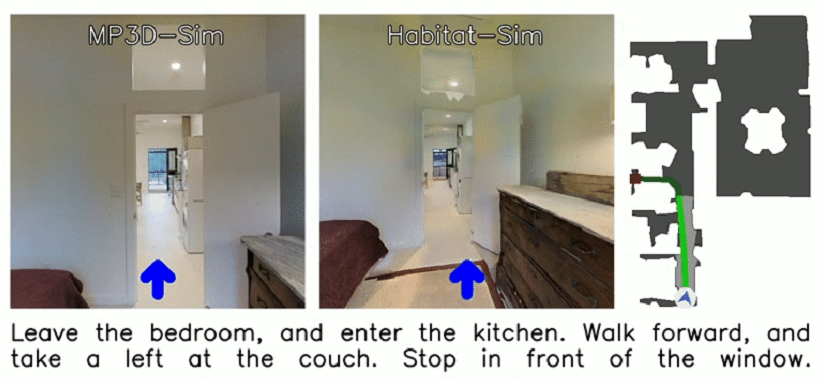 MP3D-Sim
Habitat-Sim
Leave the bedroom, and enter the kitchen. Walk forward, and
take a left at the couch. Stop in front of the window.